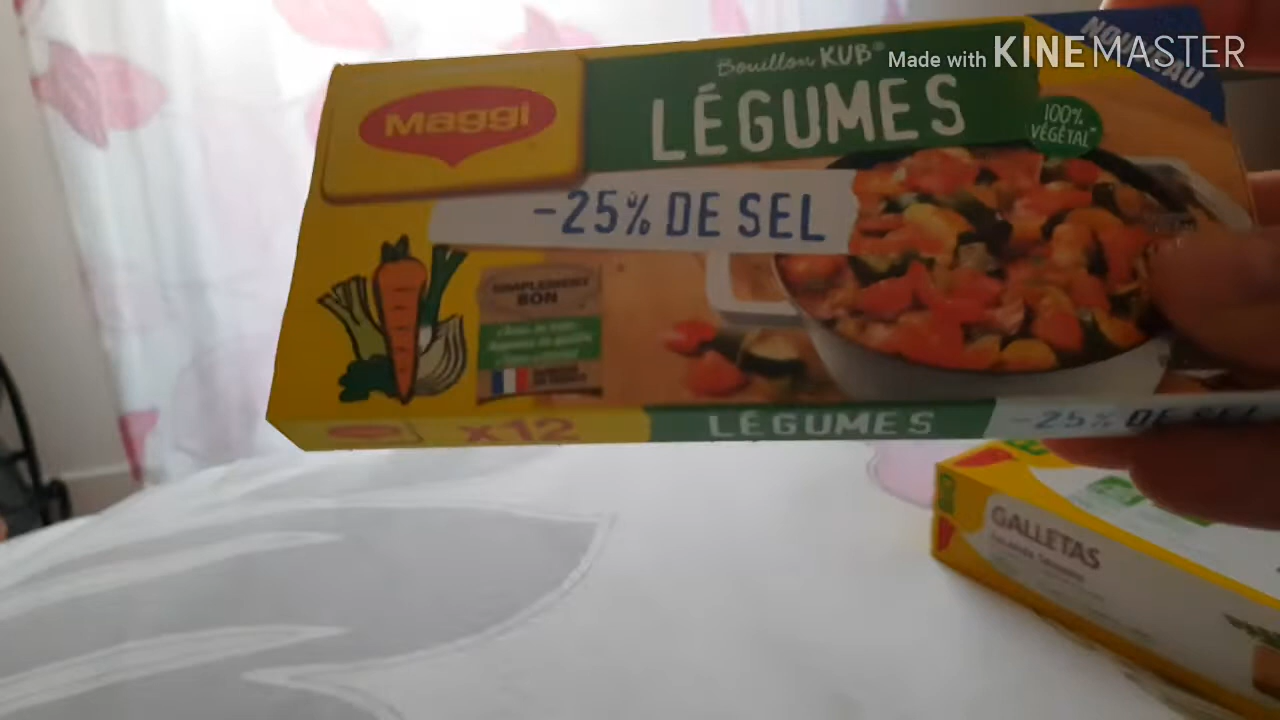 Made with KINEMASTER
NOUVEAU
Bouillon KUB®
Maggi
LÉGUMES
100%
VÉGÉTAL
-25% DE SEL
SIMPLEMENT
BON
x12
LÉGUMES
-25% DE SEL
GALLETAS